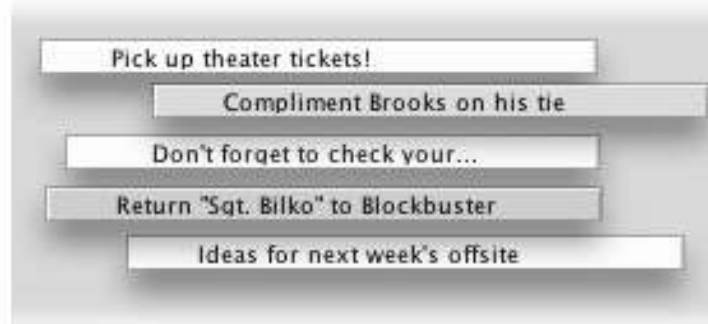 Pick up theater tickets!
Compliment Brooks on his tie
Don't forget to check your...
Return "Sgt. Bilko" to Blockbuster
Ideas for next week's offsite